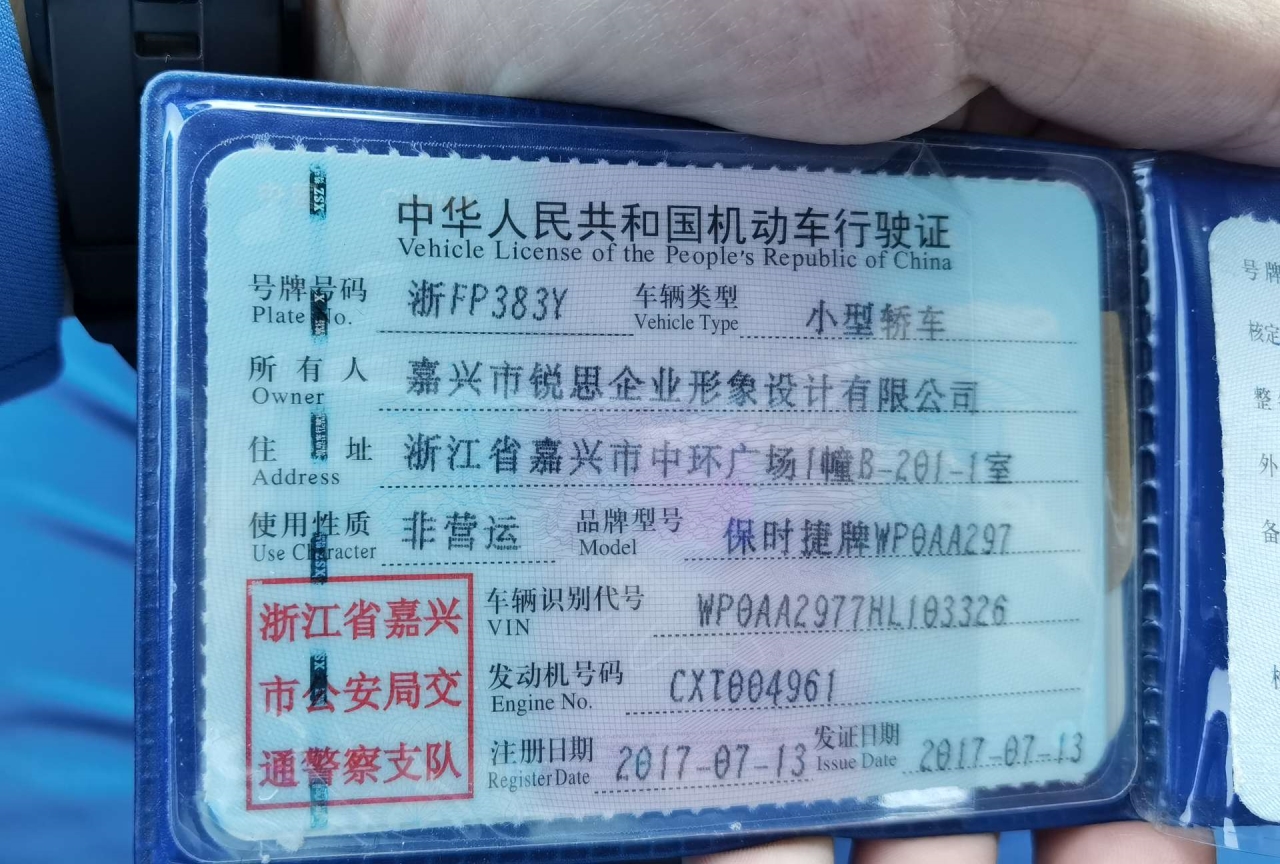 中华人民共和国机动车行驶证
Vehicle License of the People's Republic of China
号牌号码 浙FP383Y 车辆类型 小型轿车
Plate No. Vehicle Type
所有人 嘉兴市锐思企业形象设计有限公司
Owner
住址 浙江省嘉兴市中环广场1幢B-201-1室
Address
使用性质 非营运 品牌型号 保时捷牌WP0AA297
Use Character Model
浙江省嘉兴
市公安局交
通警察支队
车辆识别代号 WP0AA2977HL103326
VIN
发动机号码 CXT004961
Engine No.
注册日期 2017-07-13 发证日期 2017-07-13
Register Date Issue Date
号牌
核定
整
外
备